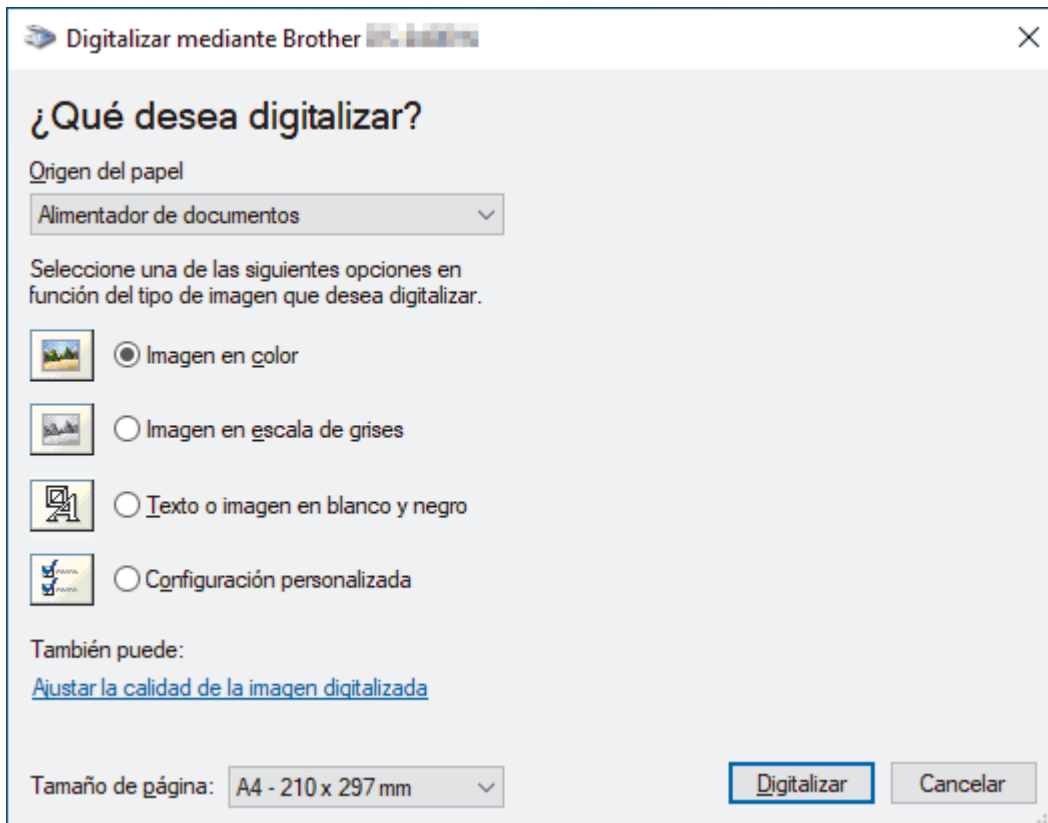 Digitalizar mediante Brother
¿Qué desea digitalizar?
Origen del papel
Alimentador de documentos
Seleccione una de las siguientes opciones en
función del tipo de imagen que desea digitalizar.
Imagen en color
Imagen en escala de grises
Texto o imagen en blanco y negro
Configuración personalizada
También puede:
Ajustar la calidad de la imagen digitalizada
Tamaño de página: A4 - 210 x 297 mm
Digitalizar Cancelar